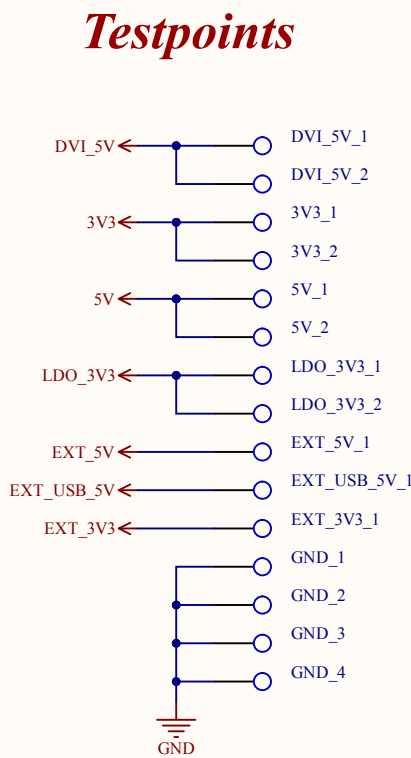 Testpoints
DVI_5V
DVI_5V_1
DVI_5V_2
3V3
3V3_1
3V3_2
5V
5V_1
5V_2
LDO_3V3
LDO_3V3_1
LDO_3V3_2
EXT_5V
EXT_5V_1
EXT_USB_5V
EXT_USB_5V_1
EXT_3V3
EXT_3V3_1
GND_1
GND_2
GND_3
GND_4
GND